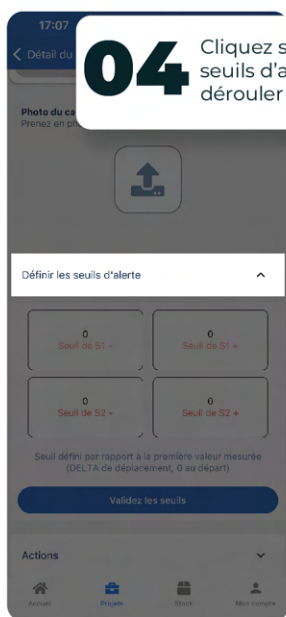 17:07
Détail du
04
Cliquez s
seuils d'a
dérouler
Photo du ca
Prenez en ph
Définir les seuils d'alerte
0 0
Seuil de S1 - Seuil de S1 +
0 0
Seuil de S2 - Seuil de S2 +
Seuil défini par rapport à la première valeur mesurée
(DELTA de déplacement, 0 au départ)
Validez les seuils
Actions
Accueil Projets Stock Mon compte